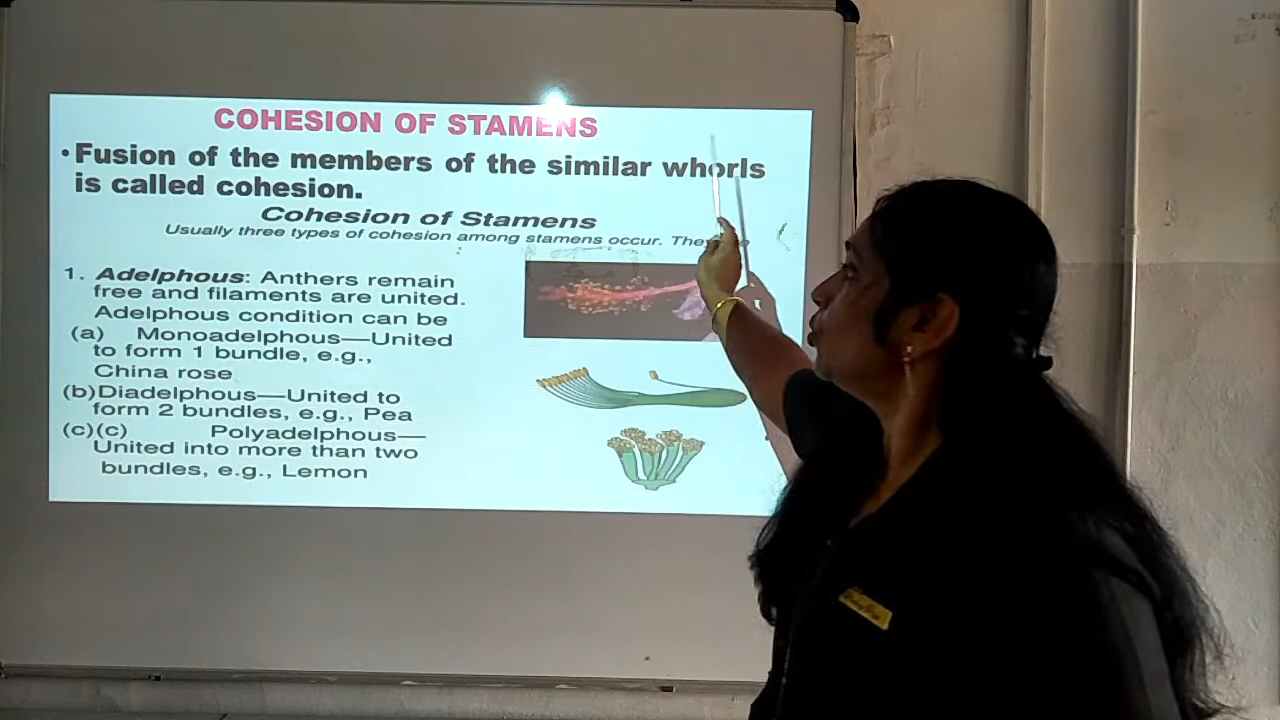 COHESION OF STAMENS
•Fusion of the members of the similar whorls
is called cohesion.
Cohesion of Stamens
Usually three types of cohesion among stamens occur.
1. Adelphous: Anthers remain
free and filaments are united.
Adelphous condition can be
(a) Monoadelphous—United
to form 1 bundle, e.g.,
China rose
(b)Diadelphous—United to
form 2 bundles, e.g., Pea
(c)(c) Polyadelphous—
United into more than two
bundles, e.g., Lemon